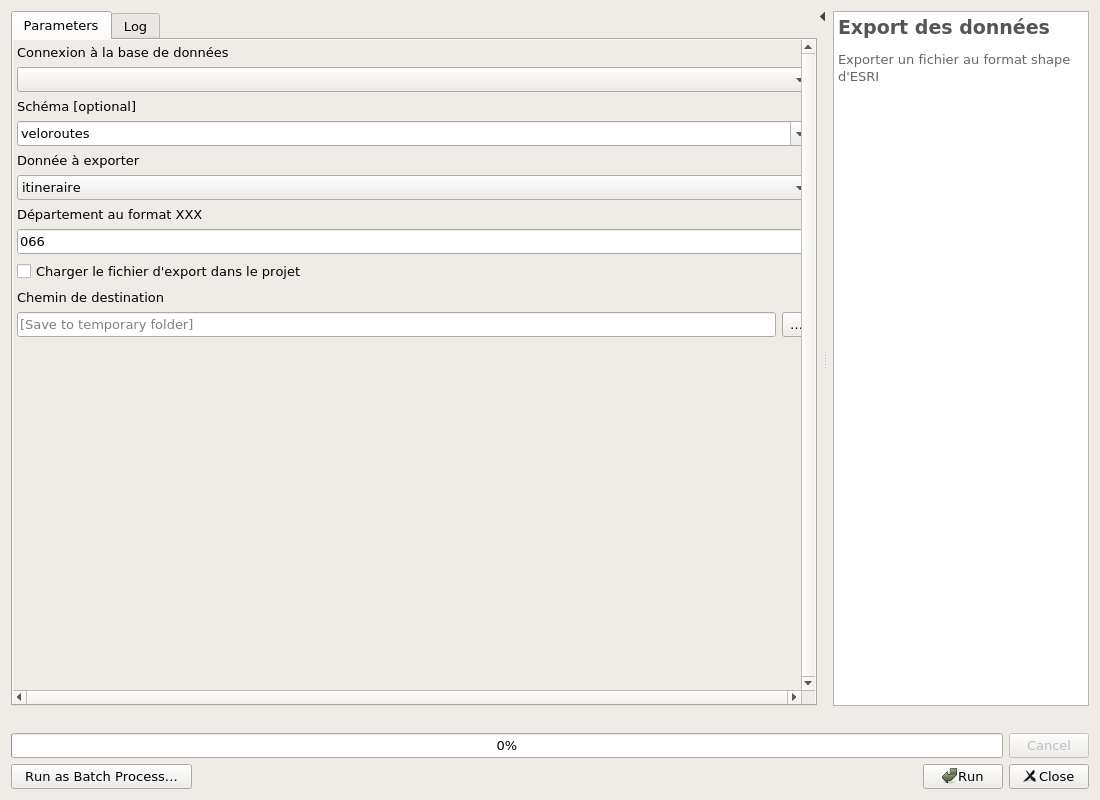 Parameters
Log
Connexion à la base de données
Schéma [optional]
veloroutes
Donnée à exporter
itineraire
Département au format XXX
066
Charger le fichier d'export dans le projet
Chemin de destination
[Save to temporary folder]
...
Export des données
Exporter un fichier au format shape
d'ESRI
0%
Cancel
Run as Batch Process...
Run
Close